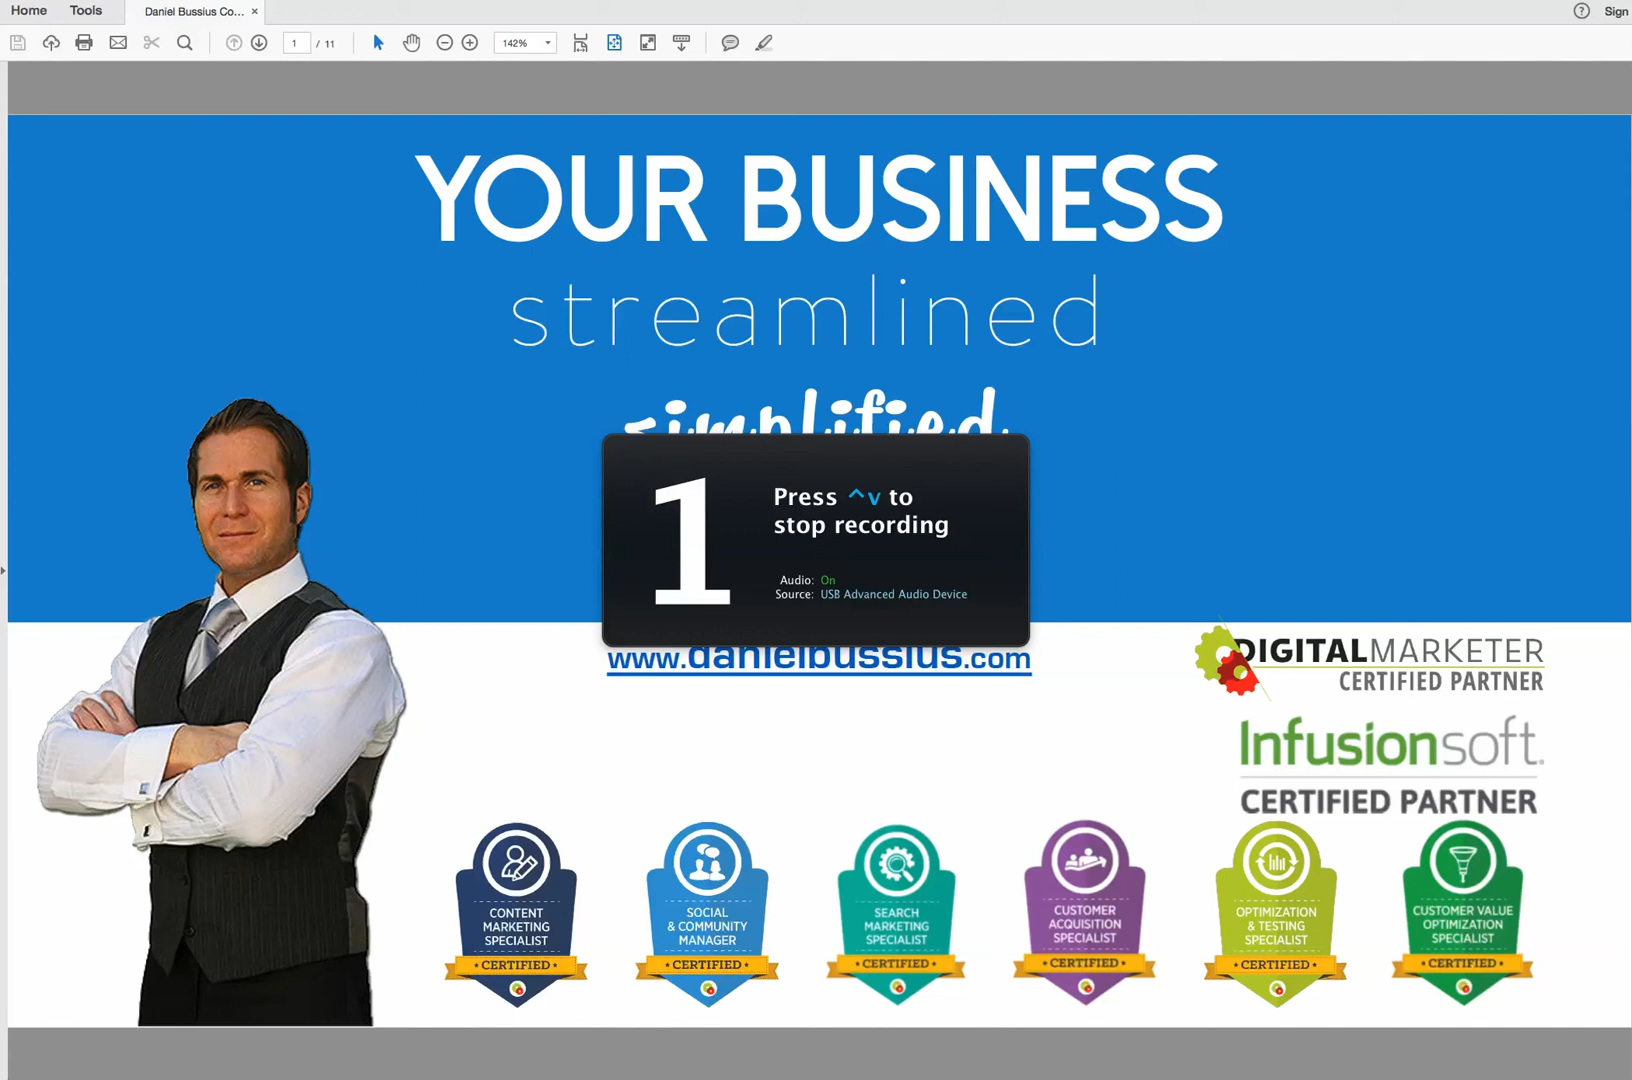 Home Tools Daniel Bussius Co... × Sign
1 / 11 142%
YOUR BUSINESS
streamlined
simplified
1
Press ^v to
stop recording
Audio: On
Source: USB Advanced Audio Device
www.danielbussius.com
DIGITALMARKETER
CERTIFIED PARTNER
Infusionsoft.
CERTIFIED PARTNER
CONTENT
MARKETING
SPECIALIST
CERTIFIED
SOCIAL
& COMMUNITY
MANAGER
CERTIFIED
SEARCH
MARKETING
SPECIALIST
CERTIFIED
CUSTOMER
ACQUISITION
SPECIALIST
CERTIFIED
OPTIMIZATION
& TESTING
SPECIALIST
CERTIFIED
CUSTOMER VALUE
OPTIMIZATION
SPECIALIST
CERTIFIED